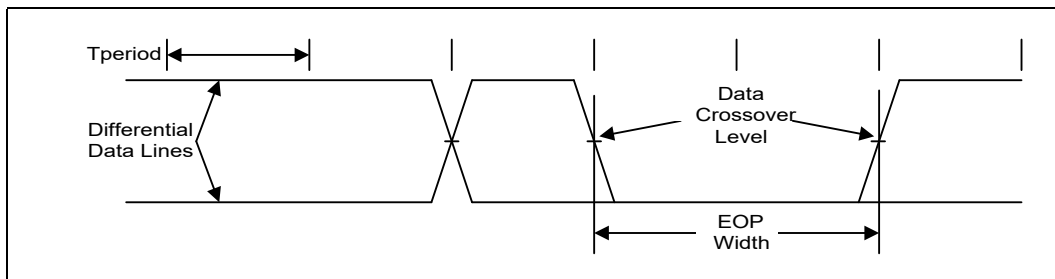 Tperiod
Differential
Data Lines
Data
Crossover
Level
EOP
Width